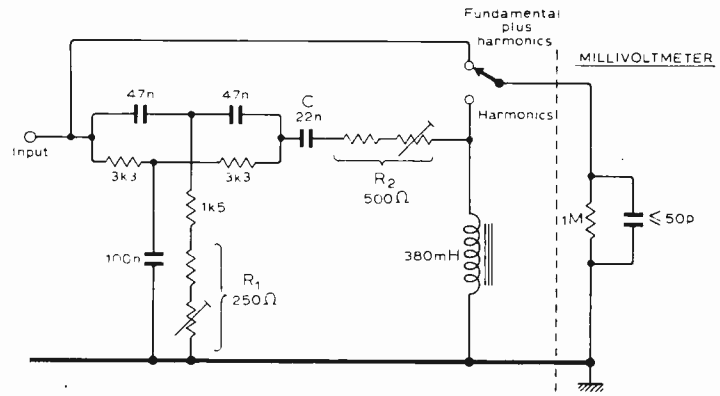 Fundamental
plus
harmonics
MILLIVOLTMETER
47n
47n
C
22n
Harmonics
Input
3k3
3k3
R2
500Ω
1k5
1M
≤ 50p
100n
R1
250Ω
380mH